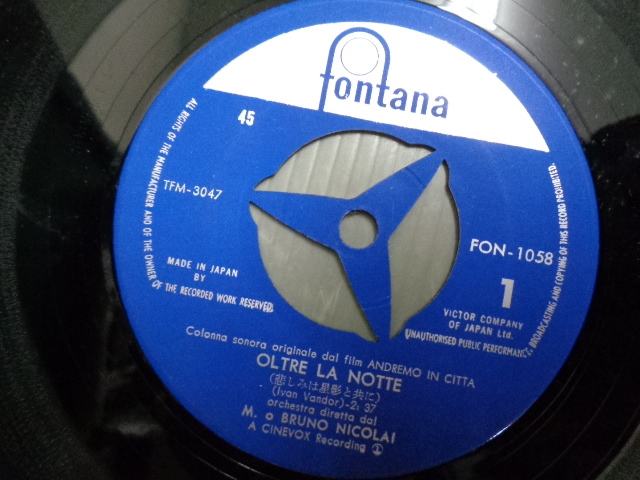 fontana
45
TFM-3047
FON-1058
MADE IN JAPAN
BY
1
VICTOR COMPANY
OF JAPAN Ltd.
ALL RIGHTS OF THE MANUFACTURER AND OF THE OWNER OF THE RECORDED WORK RESERVED
UNAUTHORISED PUBLIC PERFORMANCE, BROADCASTING AND COPYING OF THIS RECORD PROHIBITED.
Colonna sonora originale dal film ANDREMO IN CITTA
OLTRE LA NOTTE
(悲しみは星影と共に)
(Ivan Vandor)-2:37
orchestra diretta dal
M. o BRUNO NICOLAI
A CINEVOX Recording